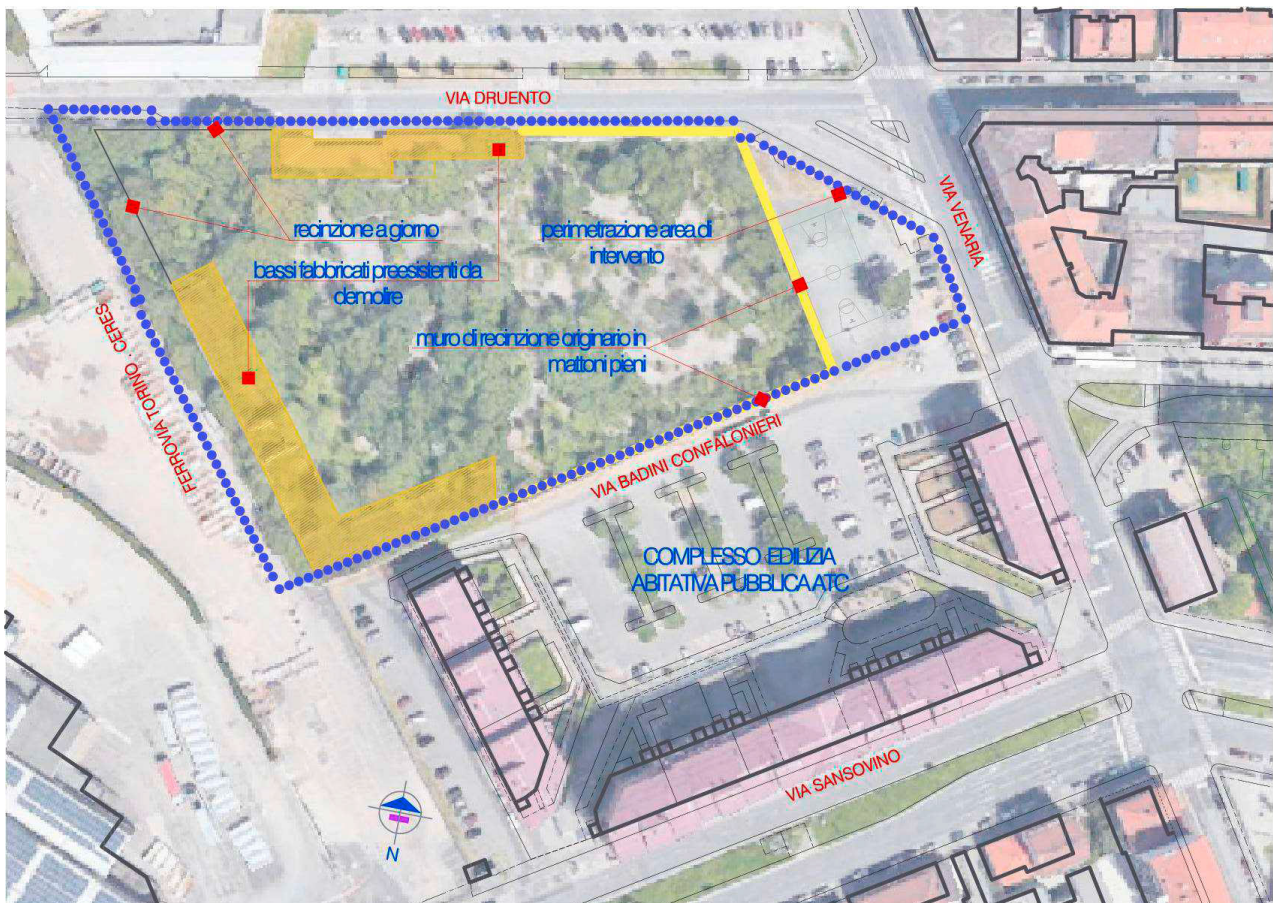 VIA DRUENTO
VIA VENARIA
recinzione a giorno
perimetrazione area di
intervento
bassi fabbricati preesistenti da
demolire
muro di recinzione originario in
mattoni pieni
FERROVIA TORINO - CERES
VIA BADINI CONFALONIERI
COMPLESSO EDILIZIA
ABITATIVA PUBBLICA ATC
VIA SANSOVINO
N